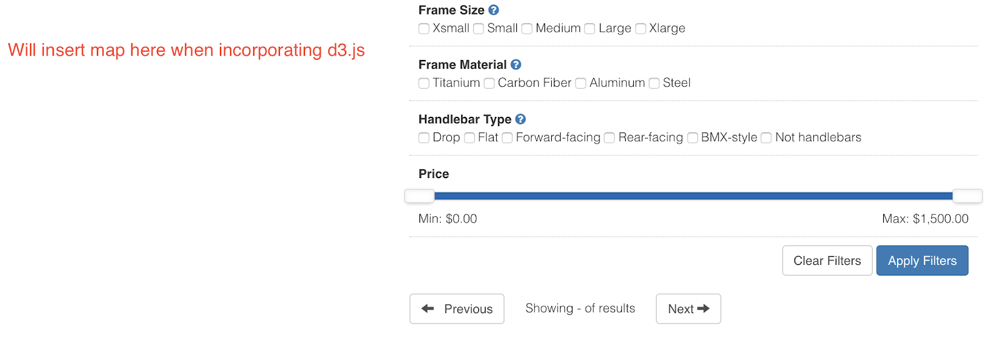 Frame Size ?
Xsmall Small Medium Large Xlarge
Will insert map here when incorporating d3.js
Frame Material ?
Titanium Carbon Fiber Aluminum Steel
Handlebar Type ?
Drop Flat Forward-facing Rear-facing BMX-style Not handlebars
Price
Min: $0.00 Max: $1,500.00
Clear Filters Apply Filters
Previous Showing - of results Next